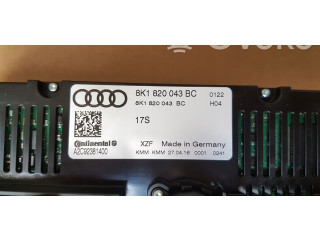 8K1 820 043 BC 0122
8K1 820 043 BC H04
17S
XZF Made in Germany
Continental
A2C92381400
KMM KMM 27.04.16 0001 0241